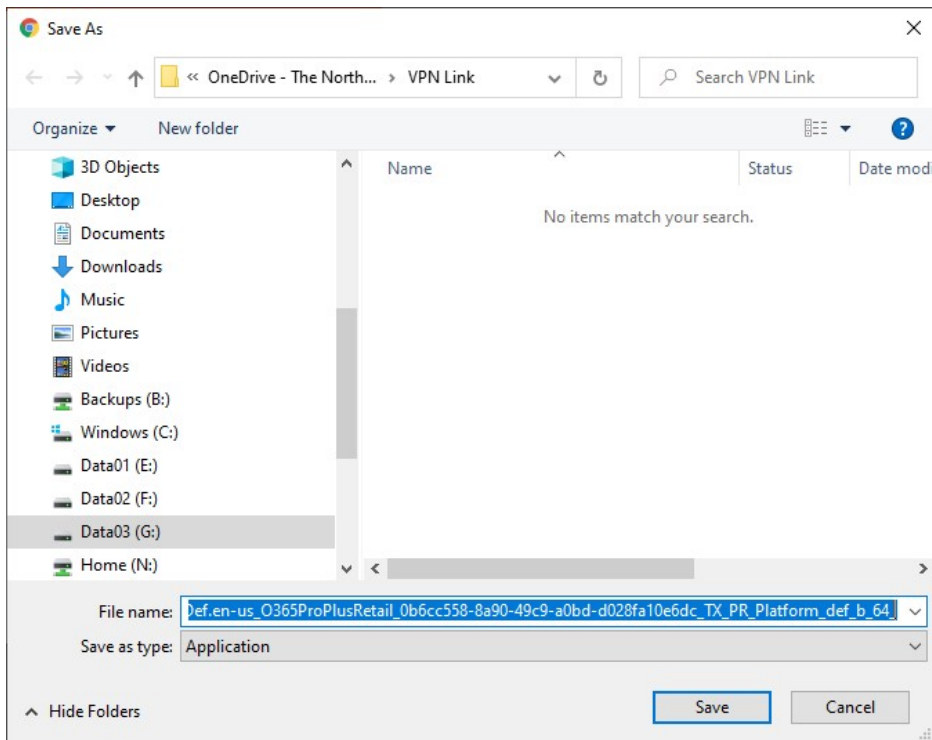 Save As
« OneDrive - The North... › VPN Link
Search VPN Link
Organize
New folder
3D Objects
Desktop
Documents
Downloads
Music
Pictures
Videos
Backups (B:)
Windows (C:)
Data01 (E:)
Data02 (F:)
Data03 (G:)
Home (N:)
Name Status Date modi
No items match your search.
File name: Def.en-us_O365ProPlusRetail_0b6cc558-8a90-49c9-a0bd-d028fa10e6dc_TX_PR_Platform_def_b_64_
Save as type: Application
Hide Folders
Save
Cancel